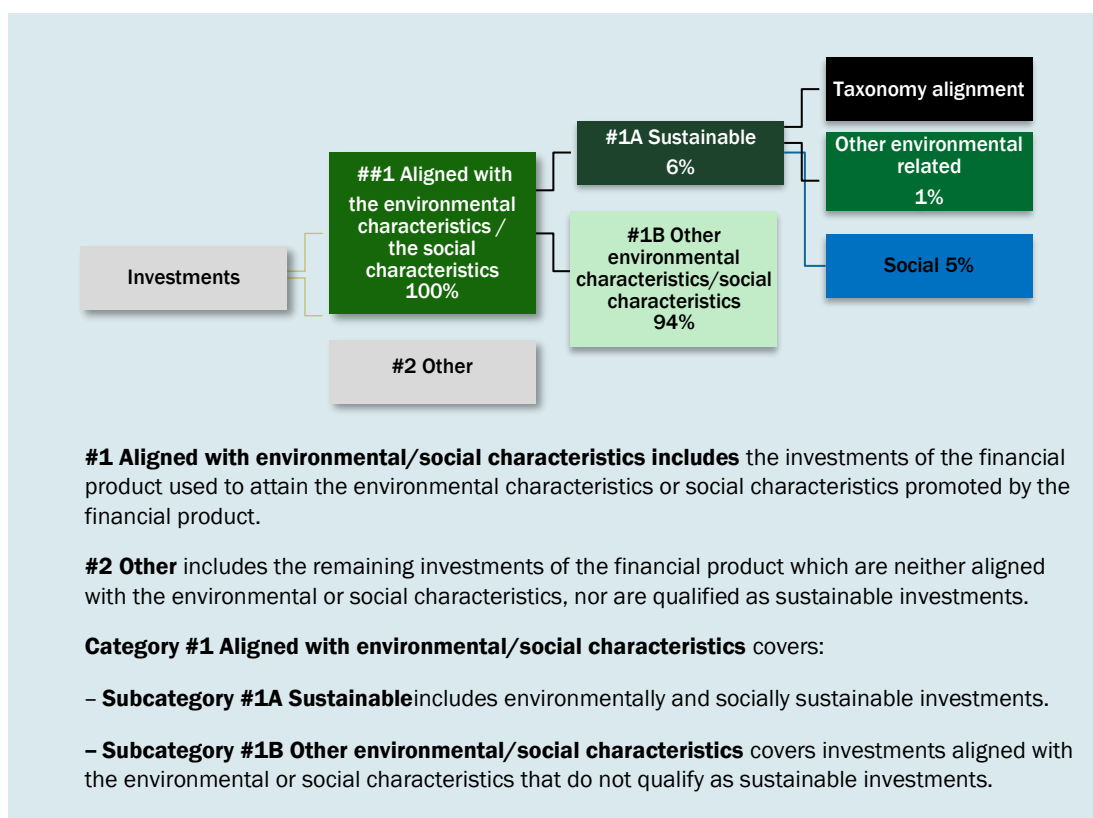 Investments
##1 Aligned with
the environmental
characteristics /
the social
characteristics
100%
#2 Other
#1A Sustainable
6%
#1B Other
environmental
characteristics/social
characteristics
94%
Taxonomy alignment
Other environmental
related
1%
Social 5%
#1 Aligned with environmental/social characteristics includes the investments of the financial
product used to attain the environmental characteristics or social characteristics promoted by the
financial product.
#2 Other includes the remaining investments of the financial product which are neither aligned
with the environmental or social characteristics, nor are qualified as sustainable investments.
Category #1 Aligned with environmental/social characteristics covers:
– Subcategory #1A Sustainableincludes environmentally and socially sustainable investments.
– Subcategory #1B Other environmental/social characteristics covers investments aligned with
the environmental or social characteristics that do not qualify as sustainable investments.